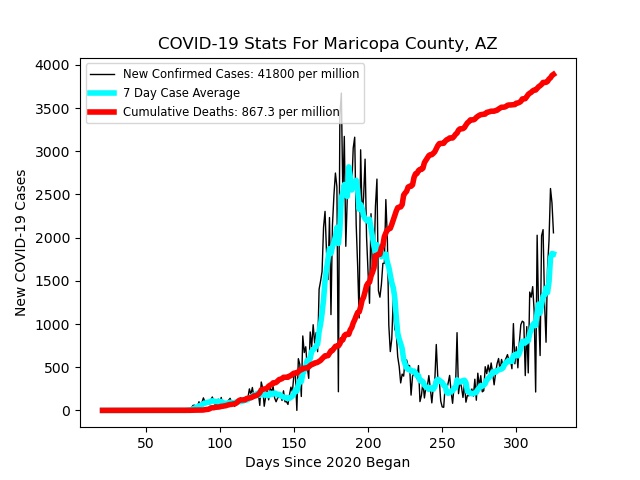 COVID-19 Stats For Maricopa County, AZ
New Confirmed Cases: 41800 per million
7 Day Case Average
Cumulative Deaths: 867.3 per million
4000
3500
3000
2500
2000
1500
1000
500
0
New COVID-19 Cases
50 100 150 200 250 300
Days Since 2020 Began